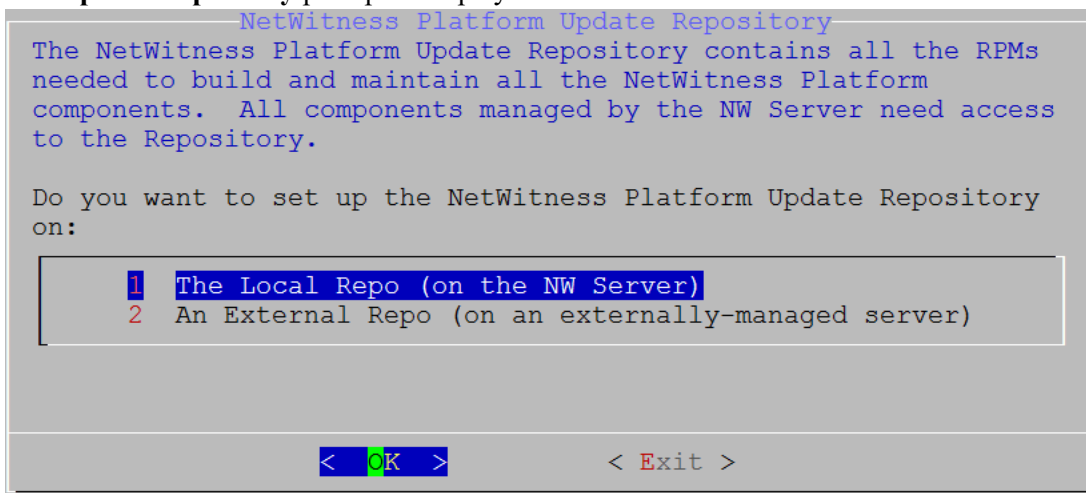 NetWitness Platform Update Repository
The NetWitness Platform Update Repository contains all the RPMs
needed to build and maintain all the NetWitness Platform
components.  All components managed by the NW Server need access
to the Repository.
Do you want to set up the NetWitness Platform Update Repository
on:
1 The Local Repo (on the NW Server)
2 An External Repo (on an externally-managed server)
< OK > < Exit >